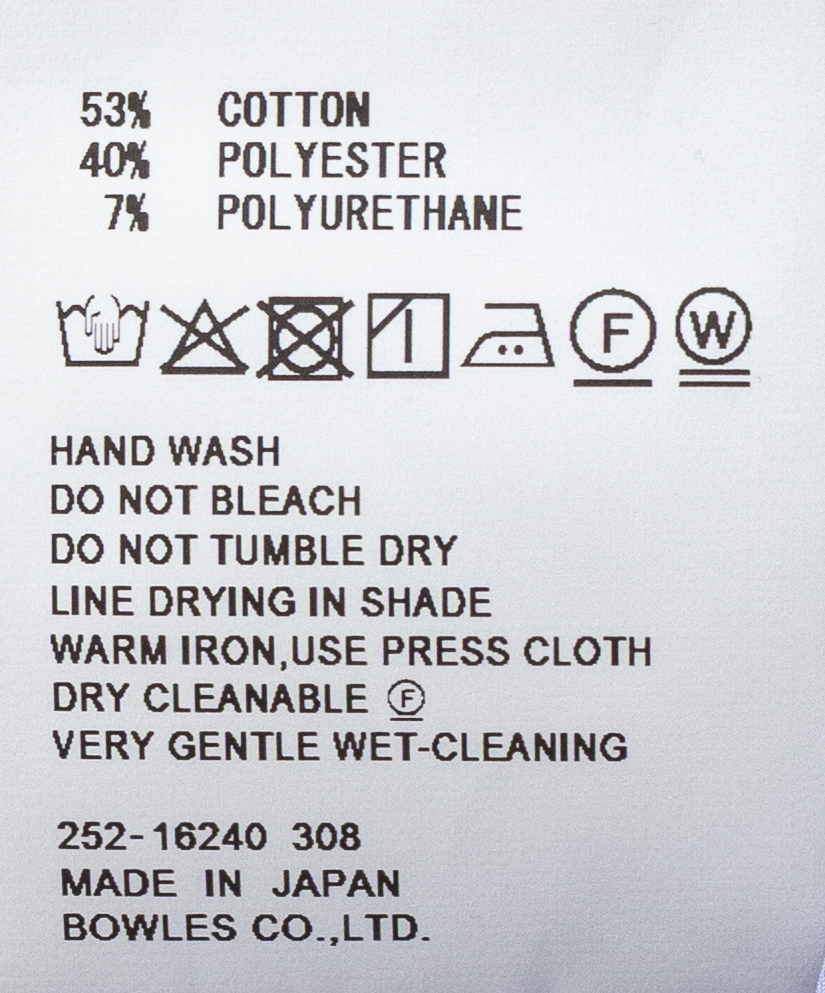 53% COTTON
40% POLYESTER
7% POLYURETHANE
F W
HAND WASH
DO NOT BLEACH
DO NOT TUMBLE DRY
LINE DRYING IN SHADE
WARM IRON,USE PRESS CLOTH
DRY CLEANABLE Ⓕ
VERY GENTLE WET-CLEANING
252-16240 308
MADE IN JAPAN
BOWLES CO.,LTD.